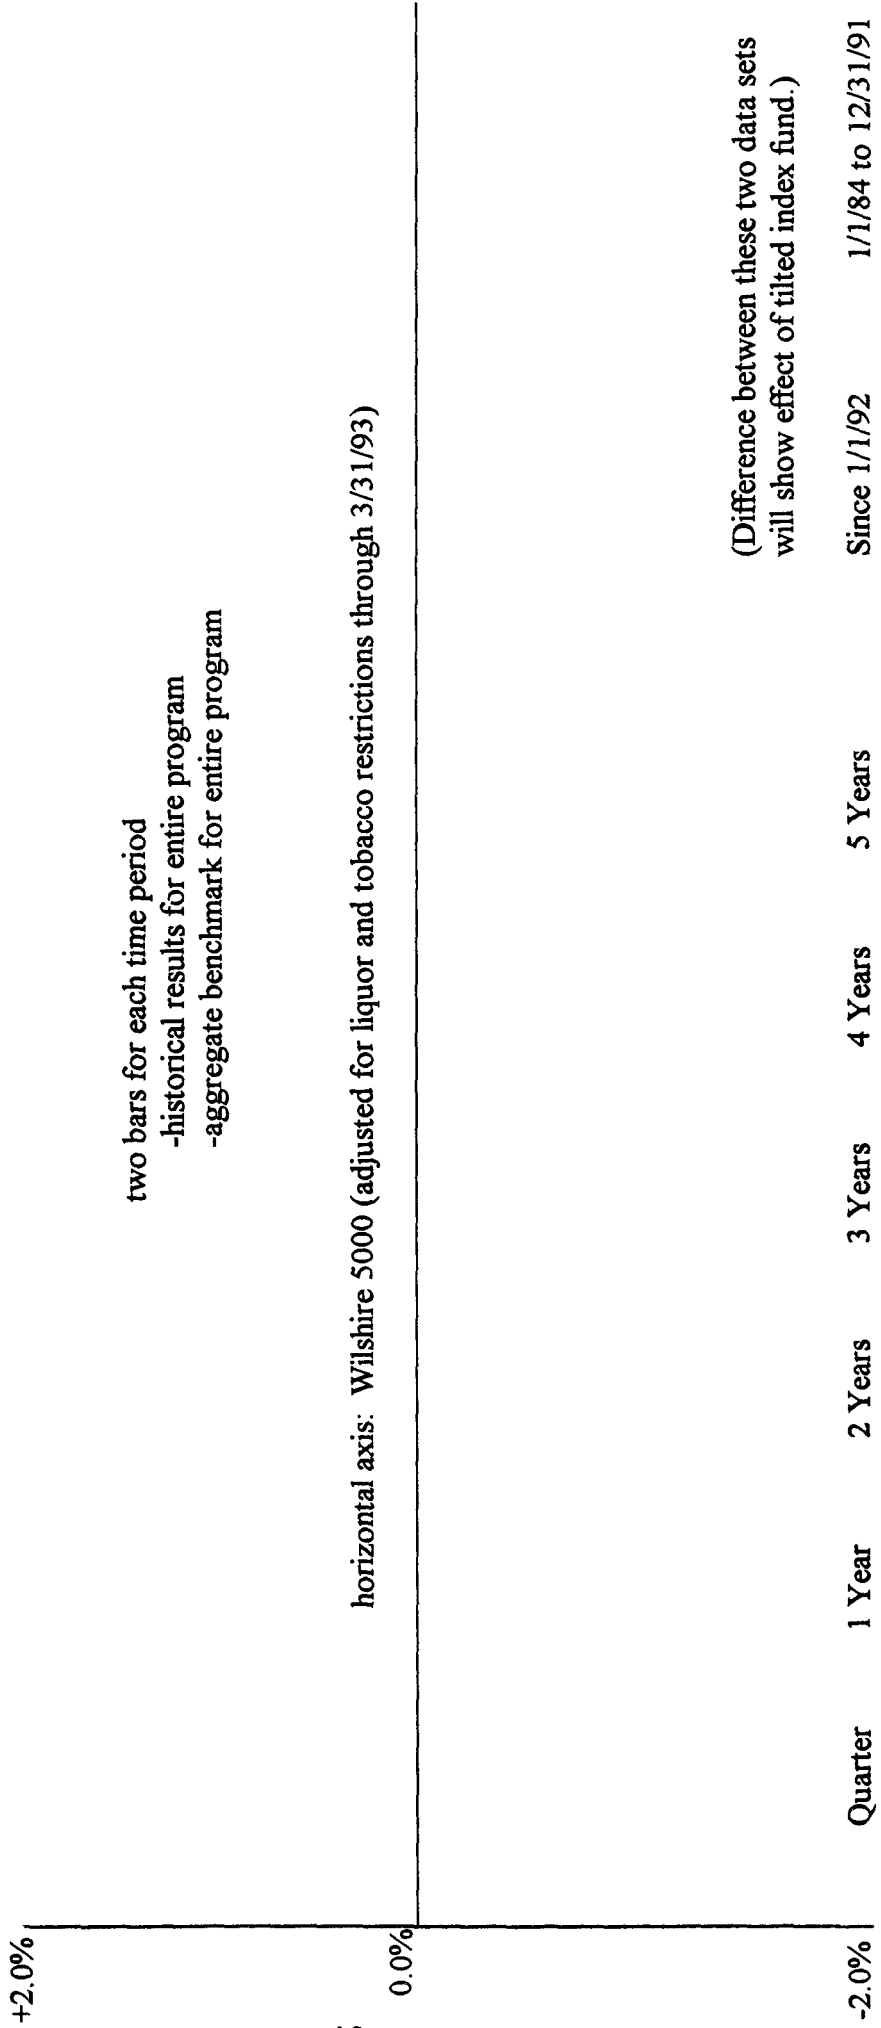 +2.0%
two bars for each time period
-historical results for entire program
-aggregate benchmark for entire program
horizontal axis: Wilshire 5000 (adjusted for liquor and tobacco restrictions through 3/31/93)
0.0%
(Difference between these two data sets
will show effect of tilted index fund.)
-2.0%
Quarter 1 Year 2 Years 3 Years 4 Years 5 Years Since 1/1/92 1/1/84 to 12/31/91